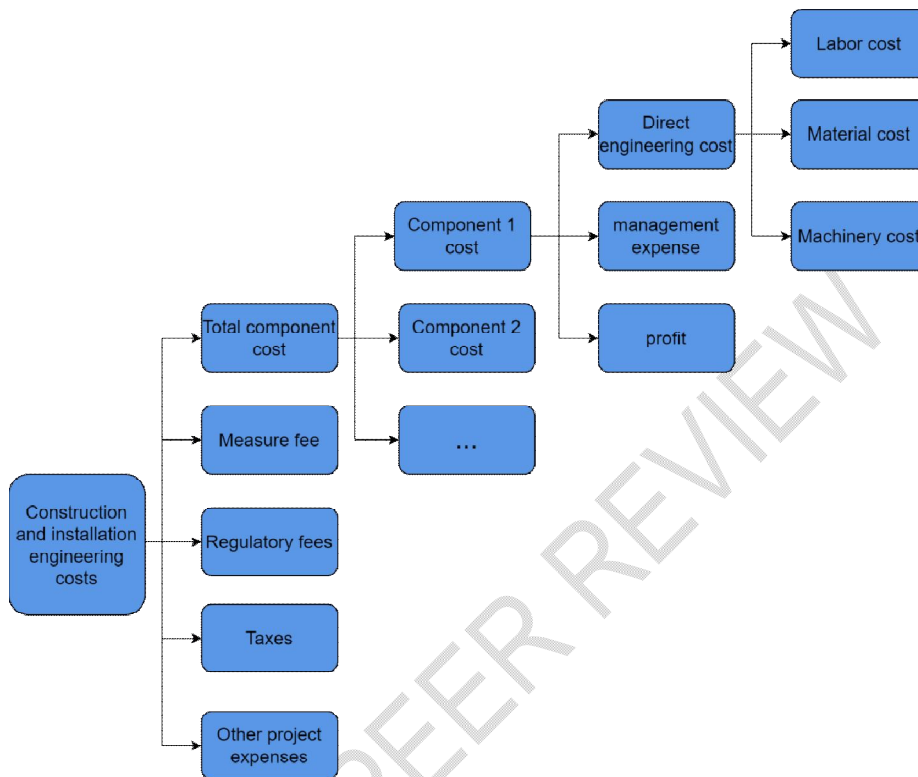 Labor cost
Direct
engineering cost
Material cost
Component 1
cost
management
expense
Machinery cost
Total component
cost
Component 2
cost
profit
Measure fee
...
Construction
and installation
engineering
costs
Regulatory fees
Taxes
Other project
expenses
PEER REVIEW